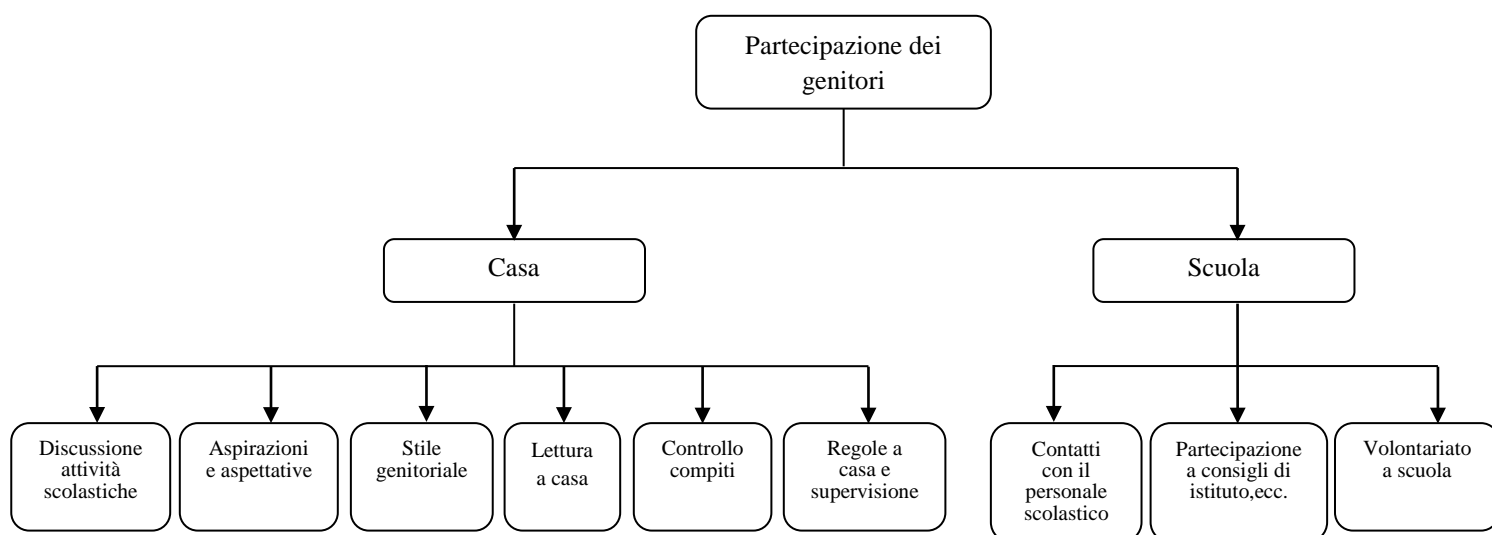 Partecipazione dei
genitori
Casa
Scuola
Discussione
attività
scolastiche
Aspirazioni
e aspettative
Stile
genitoriale
Lettura
a casa
Controllo
compiti
Regole a
casa e
supervisione
Contatti
con il
personale
scolastico
Partecipazione
a consigli di
istituto,ecc.
Volontariato
a scuola